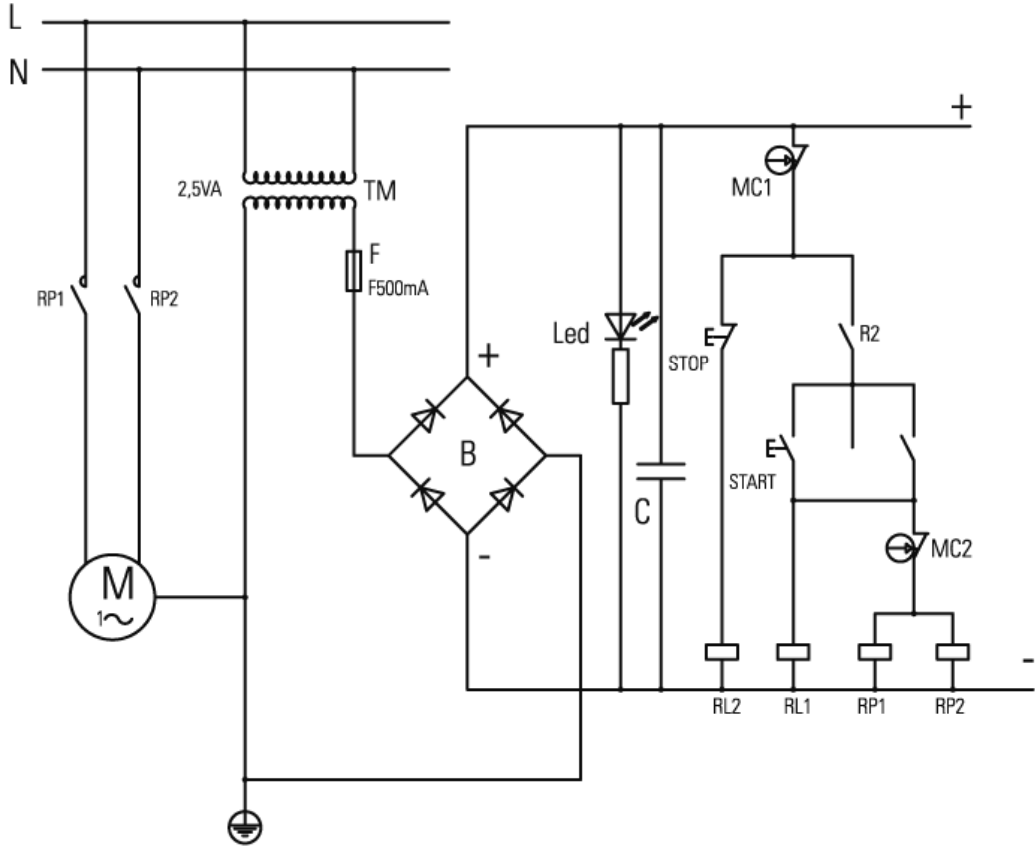 L
N
2,5VA
TM
F
F500mA
RP1
RP2
+
MC1
Led
STOP
R2
+
B
-
C
START
MC2
M
1~
-
RL2
RL1
RP1
RP2